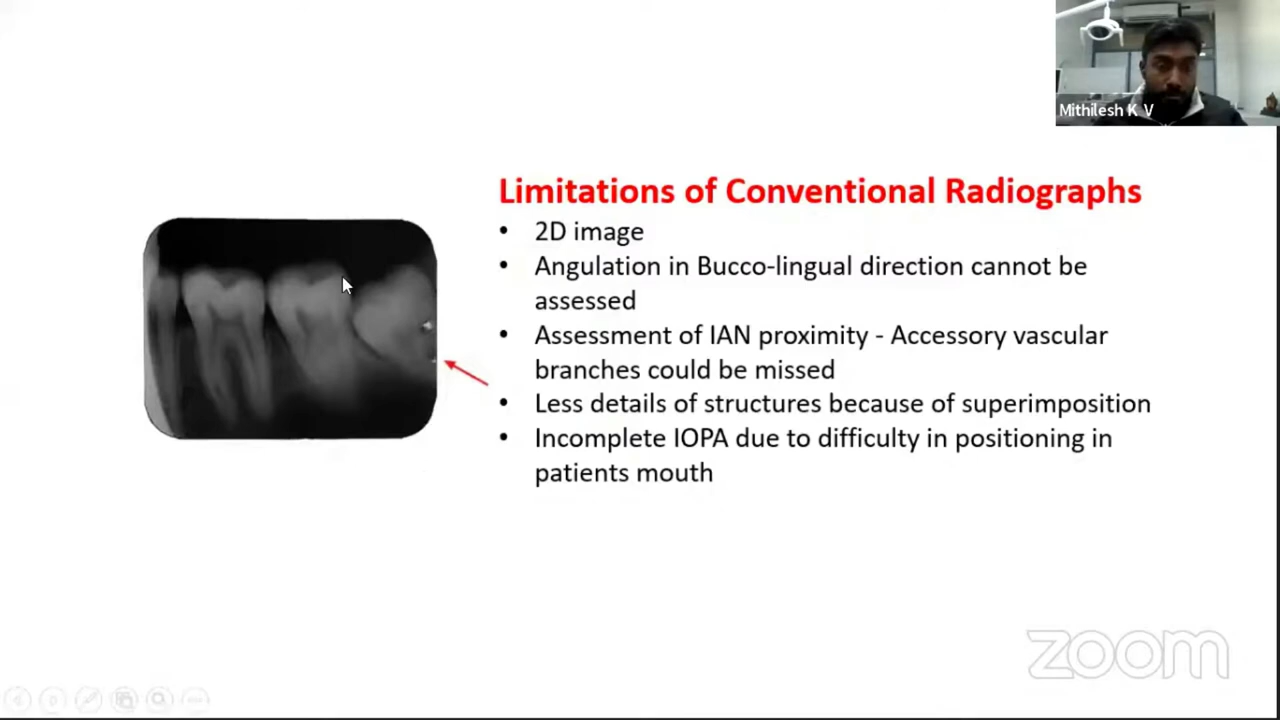 Mithilesh K V
Limitations of Conventional Radiographs
• 2D image
• Angulation in Bucco-lingual direction cannot be
assessed
• Assessment of IAN proximity - Accessory vascular
branches could be missed
• Less details of structures because of superimposition
• Incomplete IOPA due to difficulty in positioning in
patients mouth
zoom